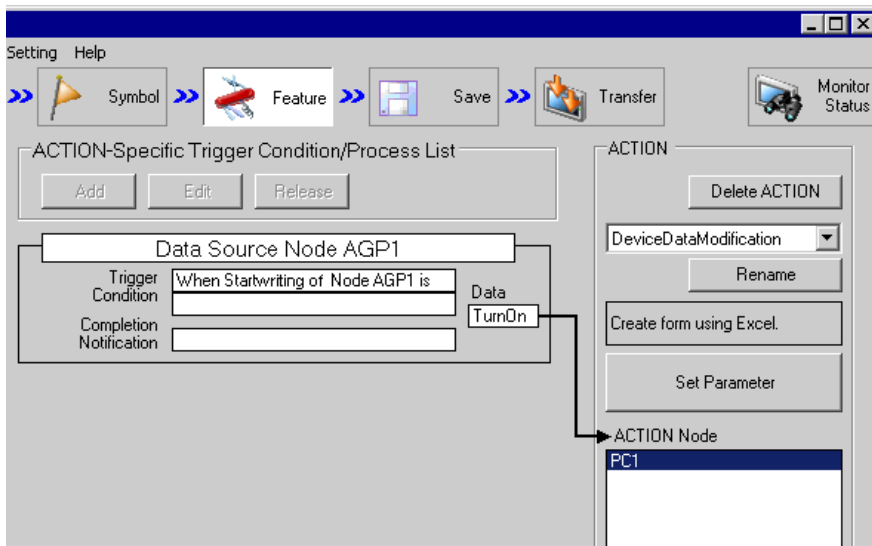 Setting Help
Symbol Feature Save Transfer Monitor Status
ACTION-Specific Trigger Condition/Process List
Add Edit Release
Data Source Node AGP1
Trigger Condition
When Startwriting of Node AGP1 is
Data
TurnOn
Completion Notification
ACTION
Delete ACTION
DeviceDataModification
Rename
Create form using Excel.
Set Parameter
ACTION Node
PC1